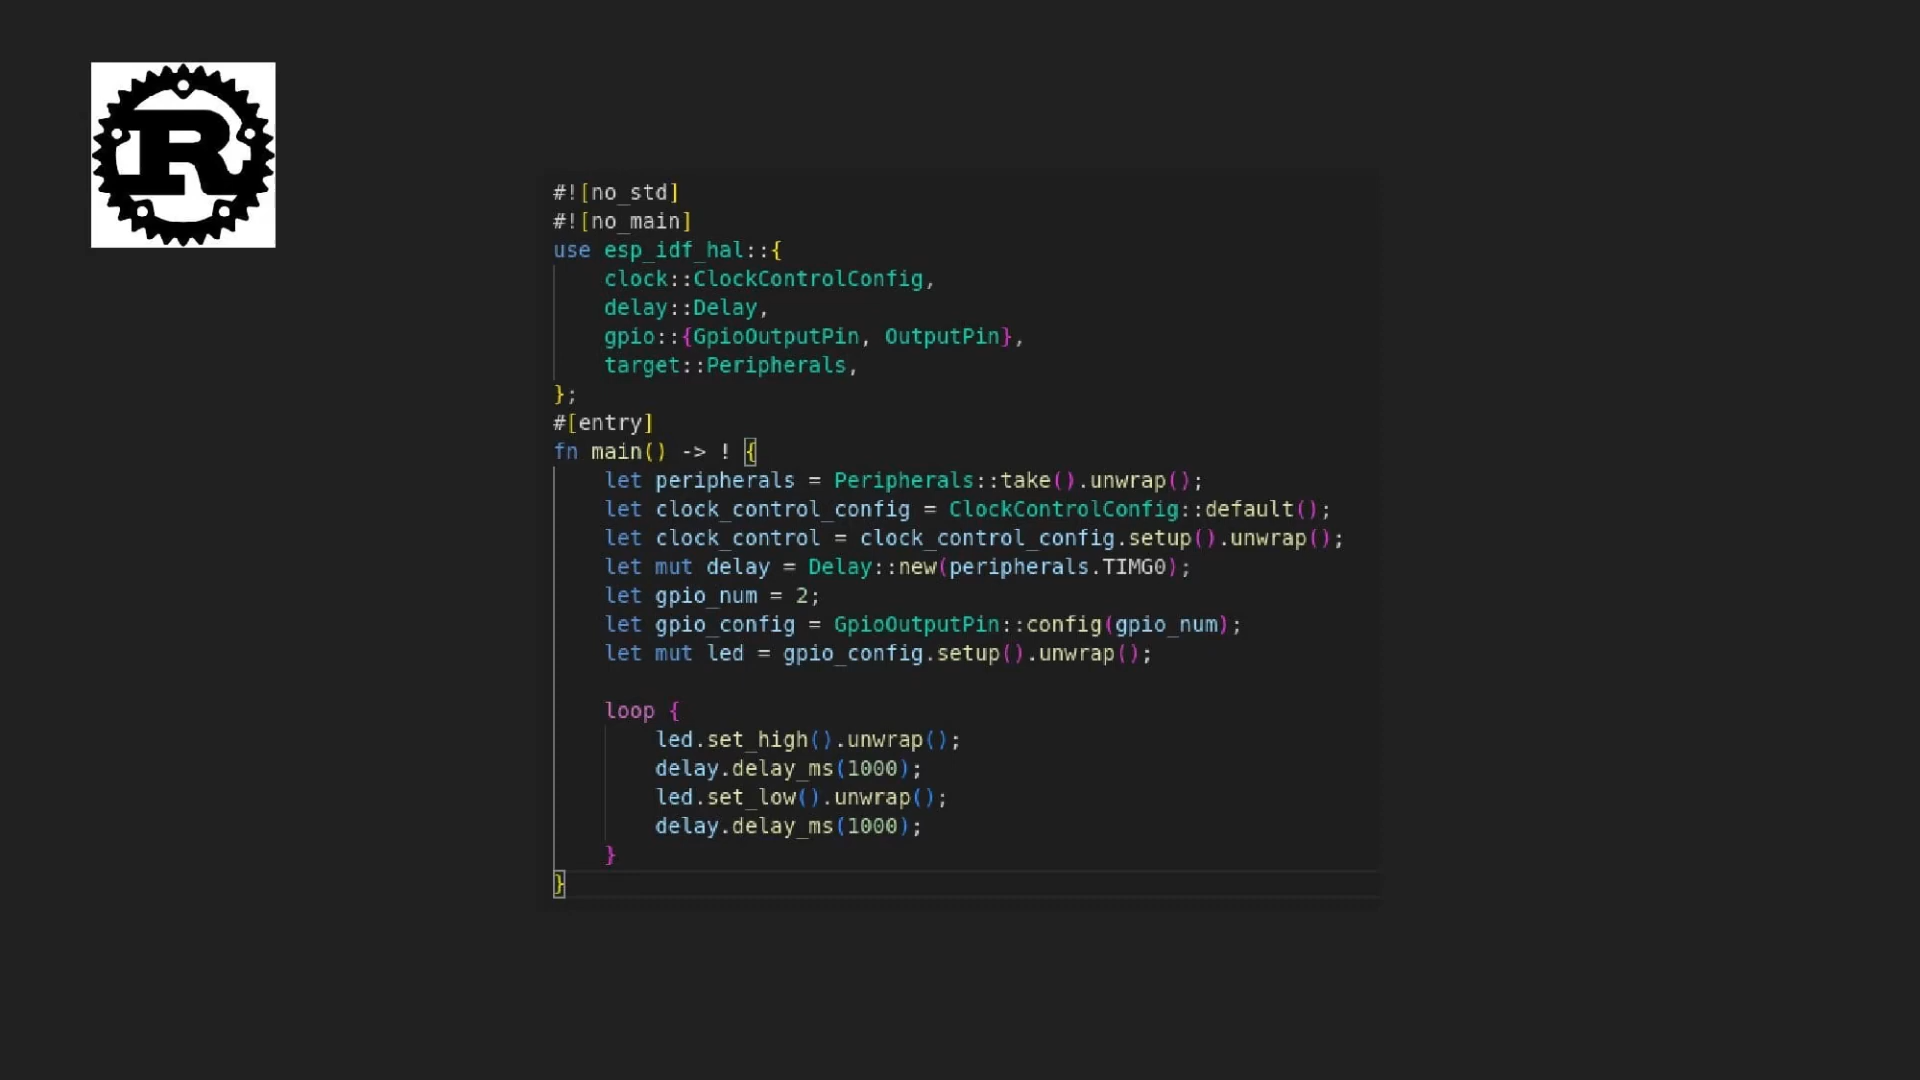 R
#![no_std]
#![no_main]
use esp_idf_hal::{
    clock::ClockControlConfig,
    delay::Delay,
    gpio::{GpioOutputPin, OutputPin},
    target::Peripherals,
};
#[entry]
fn main() -> ! {
    let peripherals = Peripherals::take().unwrap();
    let clock_control_config = ClockControlConfig::default();
    let clock_control = clock_control_config.setup().unwrap();
    let mut delay = Delay::new(peripherals.TIMG0);
    let gpio_num = 2;
    let gpio_config = GpioOutputPin::config(gpio_num);
    let mut led = gpio_config.setup().unwrap();

    loop {
        led.set_high().unwrap();
        delay.delay_ms(1000);
        led.set_low().unwrap();
        delay.delay_ms(1000);
    }
}